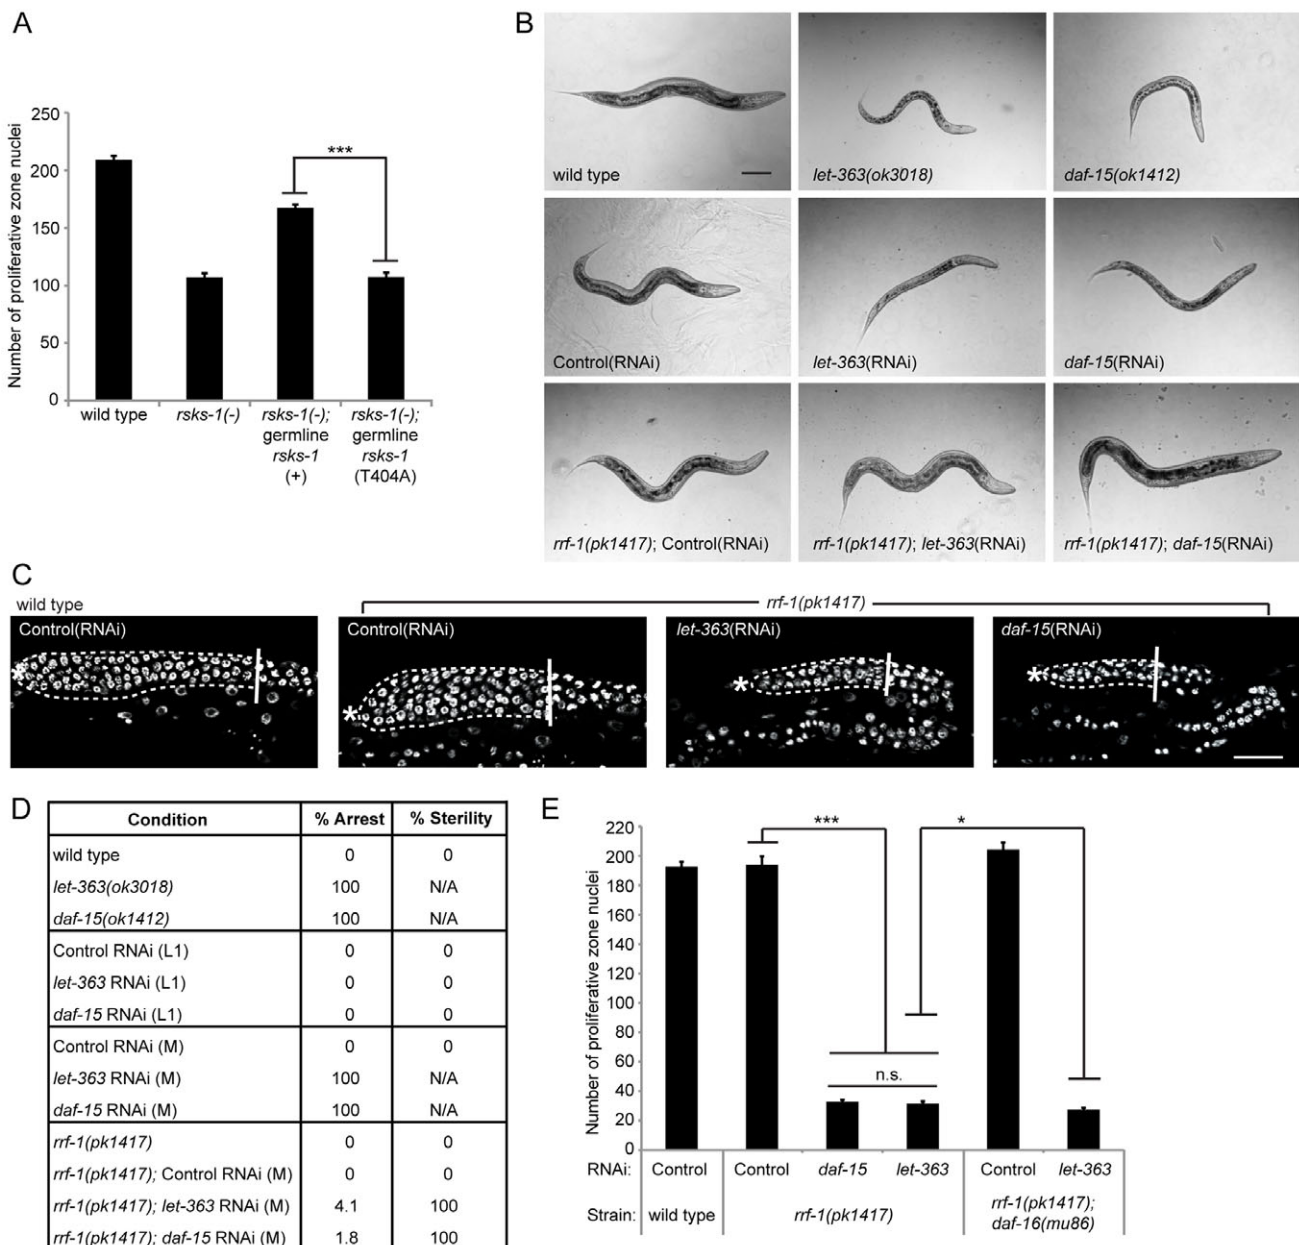 A
Number of proliferative zone nuclei
250
200
150
100
50
0
***
wild type
rsks-1(-)
rsks-1(-);
germline
rsks-1
(+)
rsks-1(-);
germline
rsks-1
(T404A)
B
wild type
let-363(ok3018)
daf-15(ok1412)
Control(RNAi)
let-363(RNAi)
daf-15(RNAi)
rrf-1(pk1417); Control(RNAi)
rrf-1(pk1417); let-363(RNAi)
rrf-1(pk1417); daf-15(RNAi)
C
wild type
rrf-1(pk1417)
Control(RNAi)
*
Control(RNAi)
*
let-363(RNAi)
*
daf-15(RNAi)
*
D
Condition % Arrest % Sterility
wild type 0 0
let-363(ok3018) 100 N/A
daf-15(ok1412) 100 N/A
Control RNAi (L1) 0 0
let-363 RNAi (L1) 0 0
daf-15 RNAi (L1) 0 0
Control RNAi (M) 0 0
let-363 RNAi (M) 100 N/A
daf-15 RNAi (M) 100 N/A
rrf-1(pk1417) 0 0
rrf-1(pk1417); Control RNAi (M) 0 0
rrf-1(pk1417); let-363 RNAi (M) 4.1 100
rrf-1(pk1417); daf-15 RNAi (M) 1.8 100
E
Number of proliferative zone nuclei
220
200
180
160
140
120
100
80
60
40
20
0
***
*
n.s.
RNAi: Control Control daf-15 let-363 Control let-363
Strain: wild type rrf-1(pk1417) rrf-1(pk1417);
daf-16(mu86)